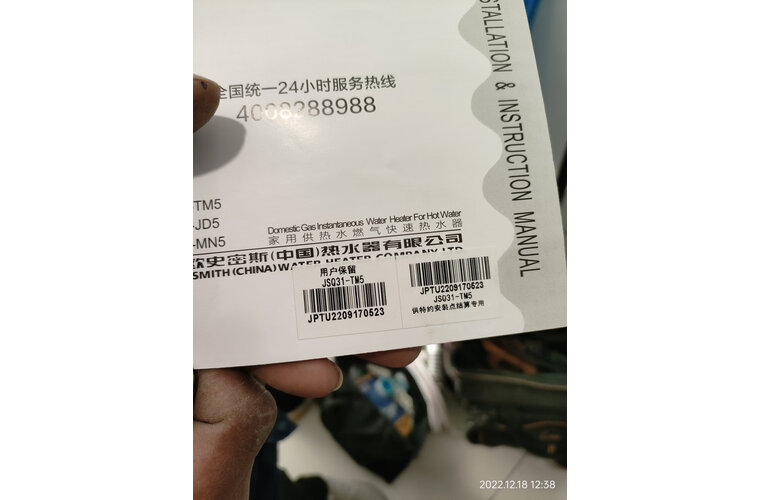 INSTALLATION & INSTRUCTION MANUAL
全国统一24小时服务热线
4008288988
-TM5
-JD5
-MN5
Domestic Gas Instantaneous Water Heater For Hot Water
家用供热水燃气快速热水器
欧史密斯(中国)热水器有限公司
SMITH(CHINA)WATER HEATER COMPANY LTD
用户保留
JSQ31-TM5
JPTU2209170523
JPTU2209170523
JSQ31-TM5
供特约安装点结算专用
2022.12.18 12:38